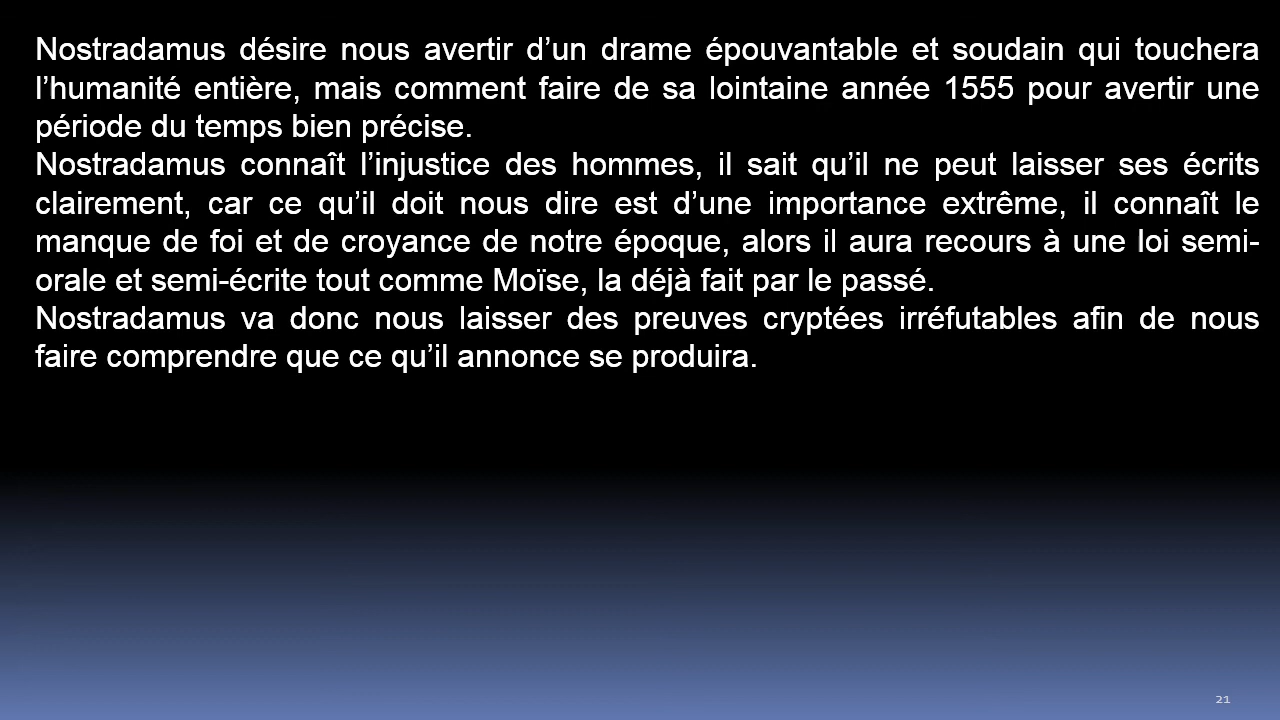 Nostradamus désire nous avertir d’un drame épouvantable et soudain qui touchera
l’humanité entière, mais comment faire de sa lointaine année 1555 pour avertir une
période du temps bien précise.
Nostradamus connaît l’injustice des hommes, il sait qu’il ne peut laisser ses écrits
clairement, car ce qu’il doit nous dire est d’une importance extrême, il connaît le
manque de foi et de croyance de notre époque, alors il aura recours à une loi semi-
orale et semi-écrite tout comme Moïse, la déjà fait par le passé.
Nostradamus va donc nous laisser des preuves cryptées irréfutables afin de nous
faire comprendre que ce qu’il annonce se produira.
21